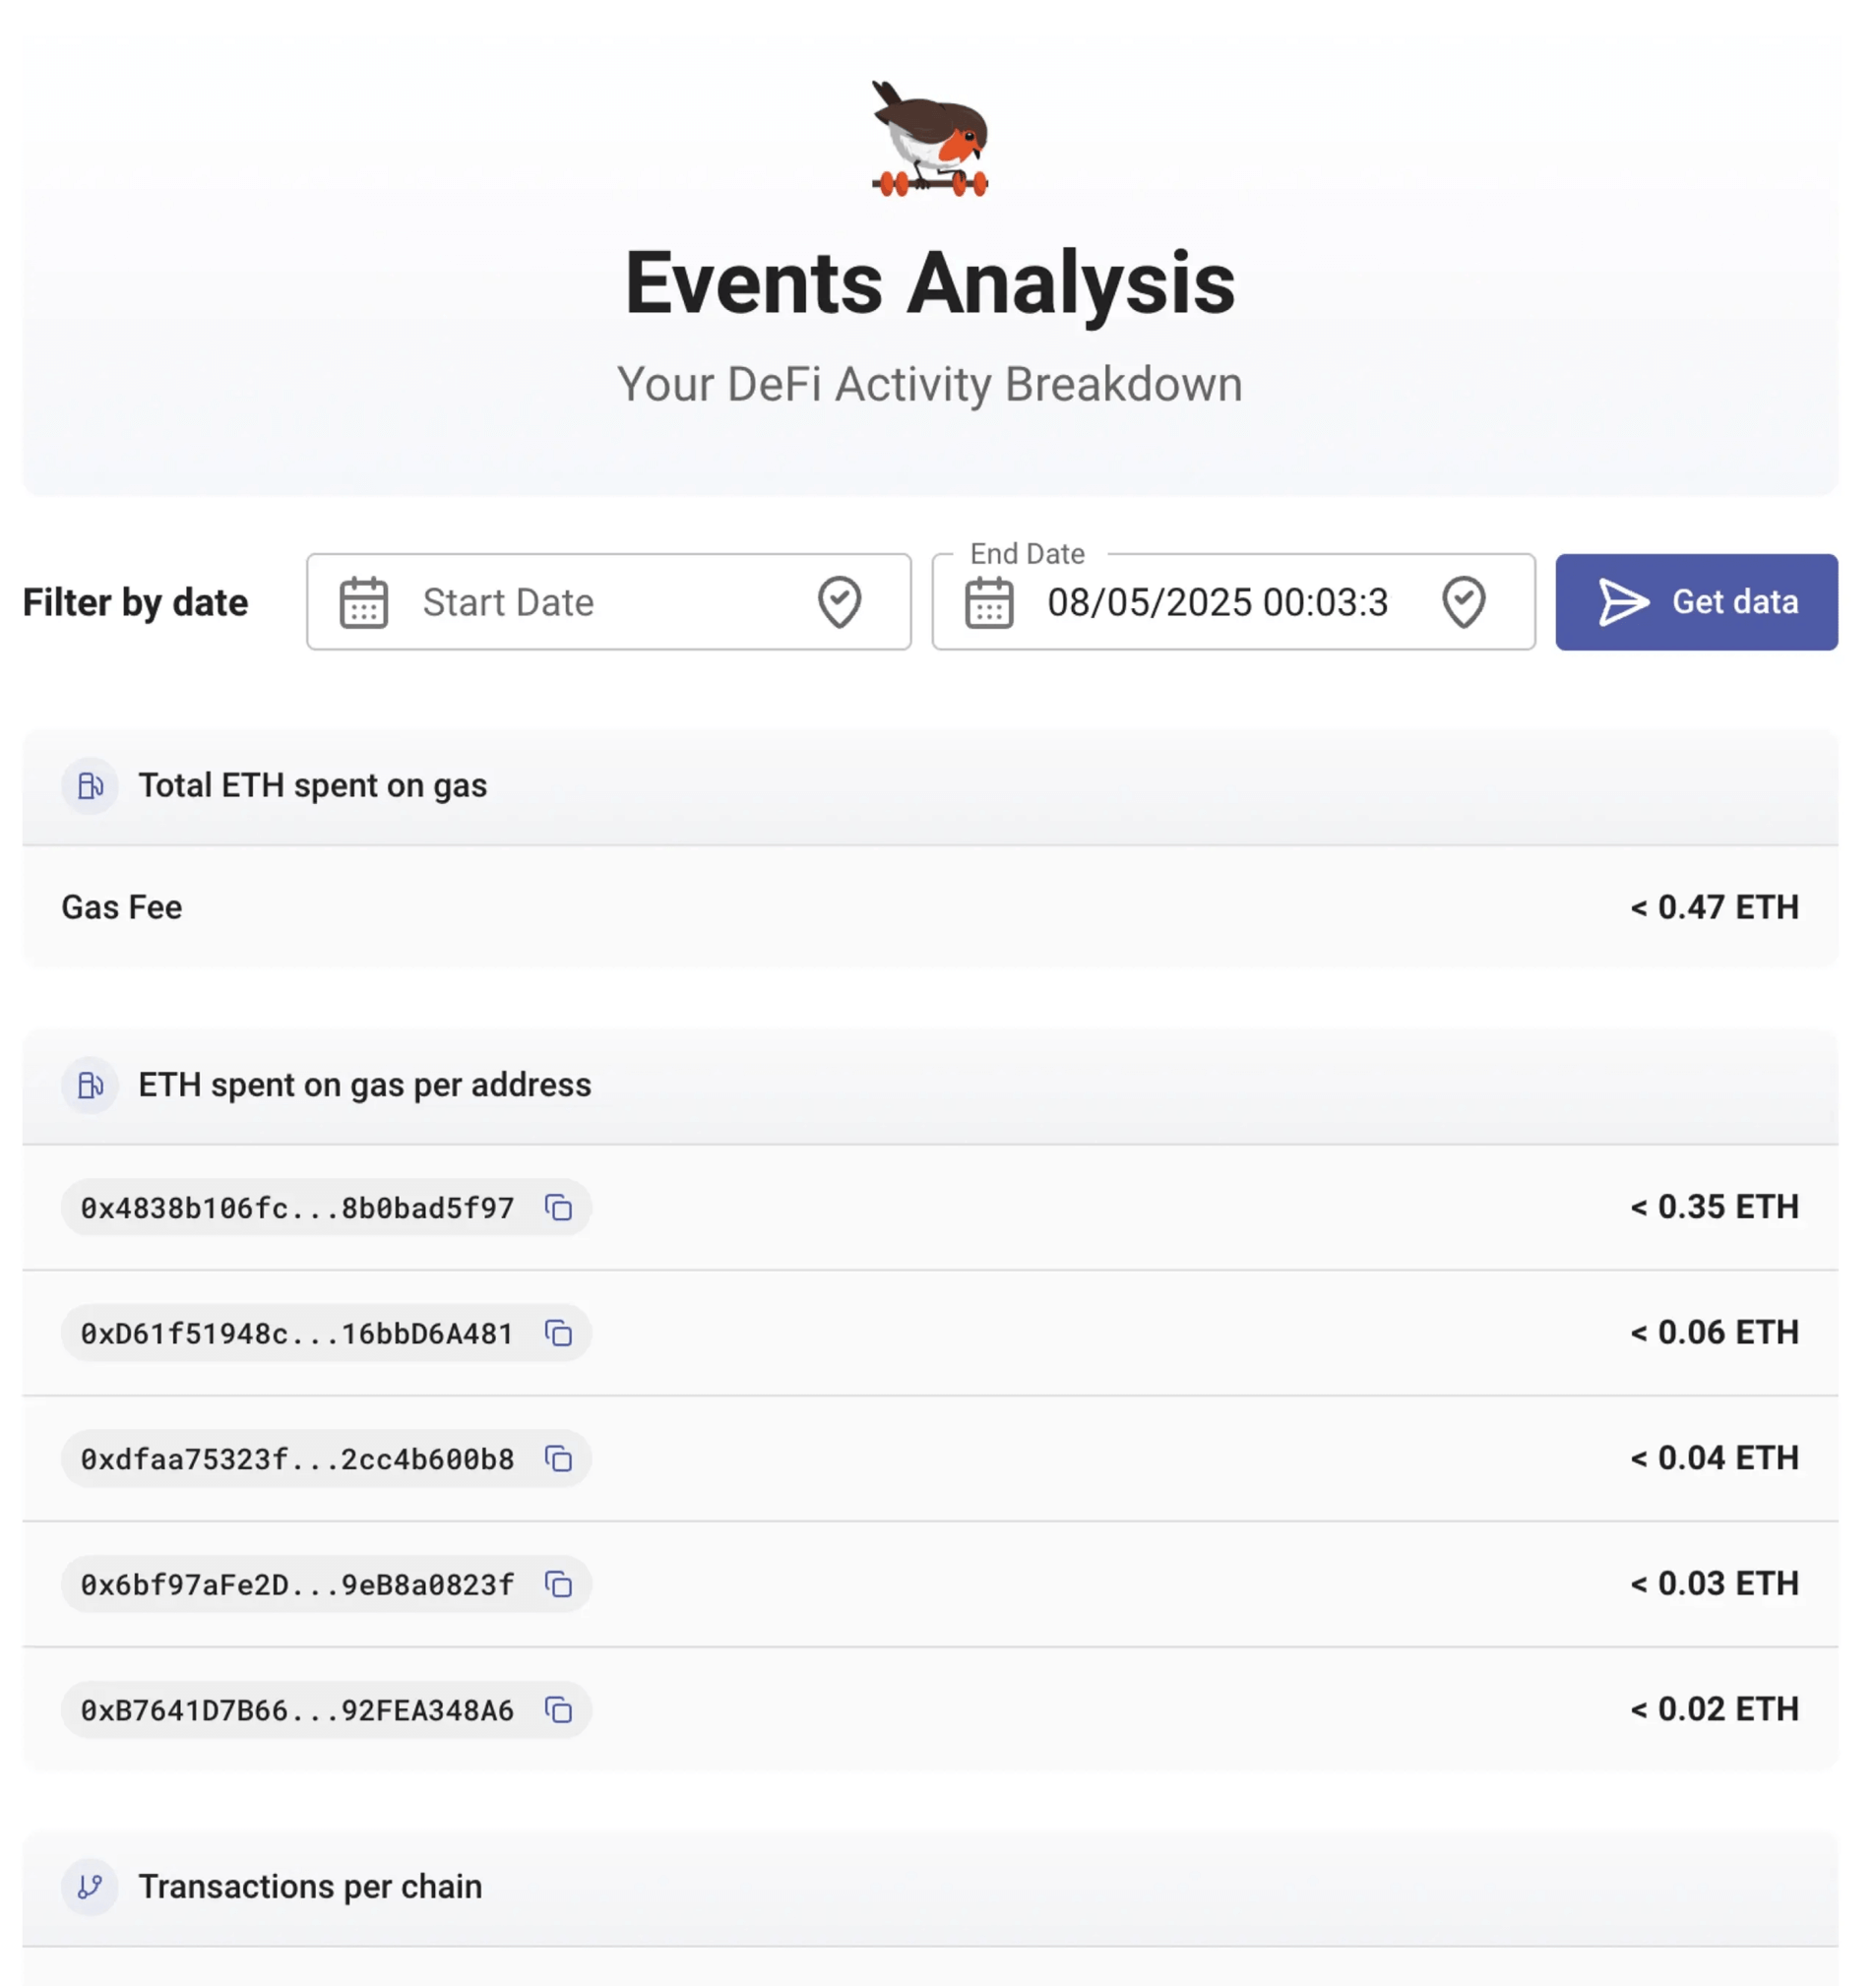 Events Analysis
Your DeFi Activity Breakdown
Filter by date
Start Date
End Date
08/05/2025 00:03:3
Get data
Total ETH spent on gas
Gas Fee < 0.47 ETH
ETH spent on gas per address
0x4838b106fc...8b0bad5f97 < 0.35 ETH
0xD61f51948c...16bbD6A481 < 0.06 ETH
0xdfaa75323f...2cc4b600b8 < 0.04 ETH
0x6bf97aFe2D...9eB8a0823f < 0.03 ETH
0xB7641D7B66...92FEA348A6 < 0.02 ETH
Transactions per chain